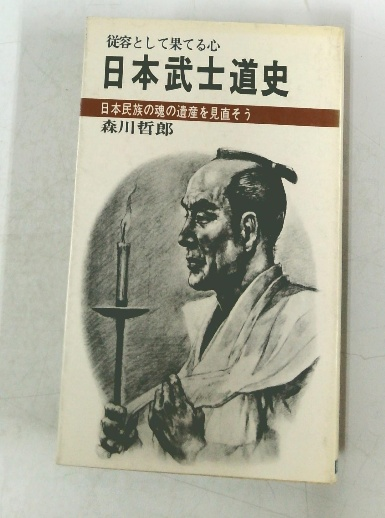 従容として果てる心
日本武士道史
日本民族の魂の遺産を見直そう
森川哲郎